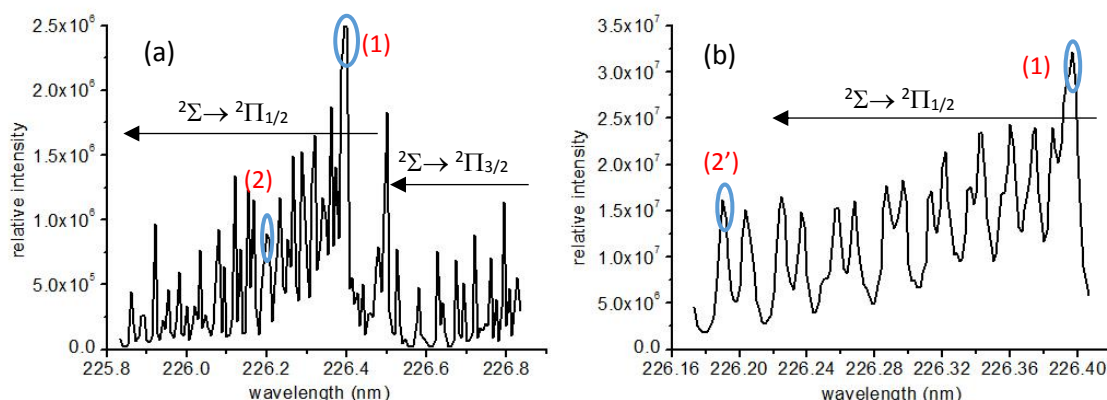 (a)
(1)
²Σ→ ²Π1/2
²Σ→ ²Π3/2
(2)
relative intensity
2.5x10⁶
2.0x10⁶
1.5x10⁶
1.0x10⁶
5.0x10⁵
0.0
225.8 226.0 226.2 226.4 226.6 226.8
wavelength (nm)
(b)
(1)
²Σ→ ²Π1/2
(2’)
relative intensity
3.5x10⁷
3.0x10⁷
2.5x10⁷
2.0x10⁷
1.5x10⁷
1.0x10⁷
5.0x10⁶
0.0
226.16 226.20 226.24 226.28 226.32 226.36 226.40
wavelength (nm)